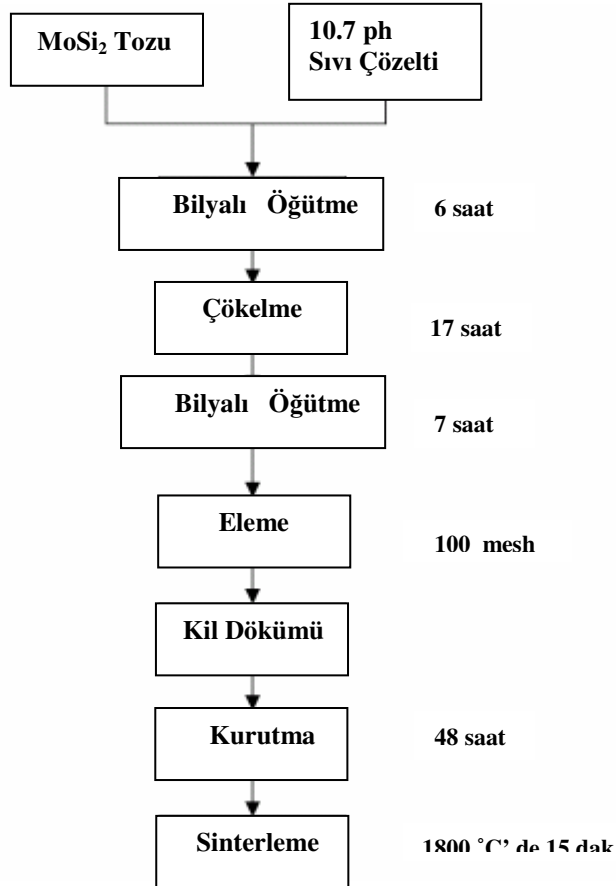 MoSi₂ Tozu
10.7 ph
Sıvı Çözelti
Bilyalı Öğütme
6 saat
Çökelme
17 saat
Bilyalı Öğütme
7 saat
Eleme
100 mesh
Kil Dökümü
Kurutma
48 saat
Sinterleme
1800 ˚C’ de 15 dak